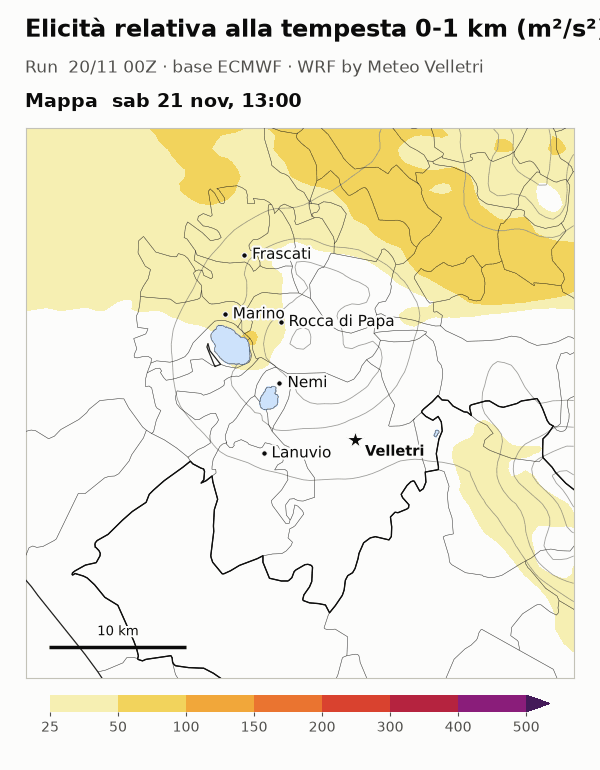 Elicità relativa alla tempesta 0-1 km (m²/s²)
Run 20/11 00Z · base ECMWF · WRF by Meteo Velletri
Mappa sab 21 nov, 13:00
Frascati
Marino
Rocca di Papa
Nemi
Velletri
Lanuvio
10 km
25 50 100 150 200 300 400 500